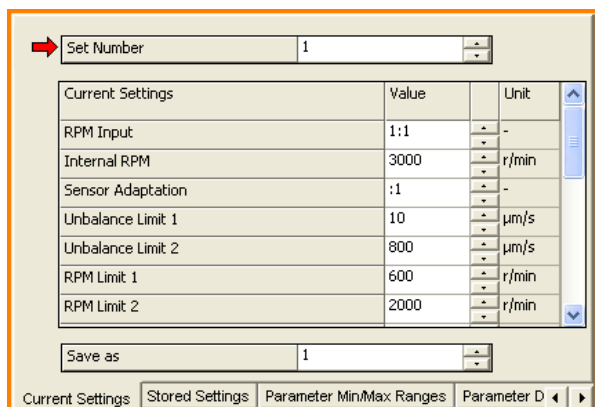 Set Number 1
Current Settings Value Unit
RPM Input 1:1 -
Internal RPM 3000 r/min
Sensor Adaptation :1 -
Unbalance Limit 1 10 µm/s
Unbalance Limit 2 800 µm/s
RPM Limit 1 600 r/min
RPM Limit 2 2000 r/min
Save as 1
Current Settings Stored Settings Parameter Min/Max Ranges Parameter D